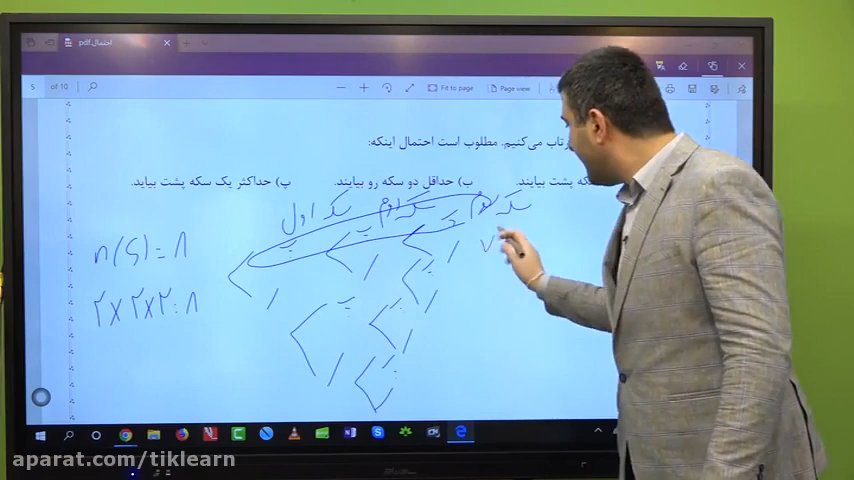 احتمال.pdf
5 of 10
Fit to page
Page view
رتاب می‌کنیم. مطلوب است احتمال اینکه:
که پشت بیایند.
ب) حداقل دو سکه رو بیایند.
پ) حداکثر یک سکه پشت بیاید.
سکه اول
سکه دوم
سکه سوم
n(S) = ۸
۲ × ۲ × ۲ = ۸
aparat.com/tiklearn